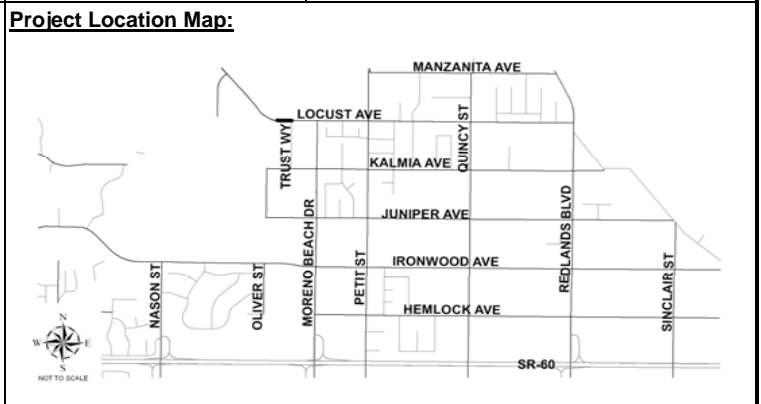 Project Location Map:
MANZANITA AVE
LOCUST AVE
TRUST WY
QUINCY ST
KALMIA AVE
MORENO BEACH DR
JUNIPER AVE
REDLANDS BLVD
PETIT ST
IRONWOOD AVE
NASON ST
OLIVER ST
SINCLAIR ST
HEMLOCK AVE
N
W E
S
NOT TO SCALE
SR-60